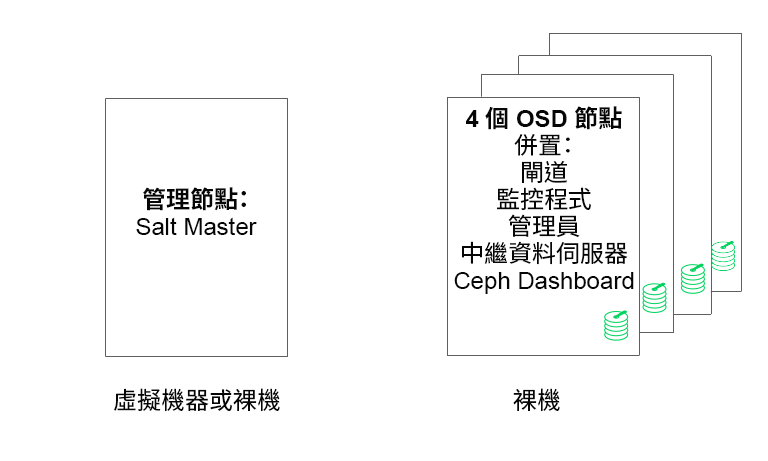 管理節點：
Salt Master
虛擬機器或裸機
4 個 OSD 節點
併置：
閘道
監控程式
管理員
中繼資料伺服器
Ceph Dashboard
裸機